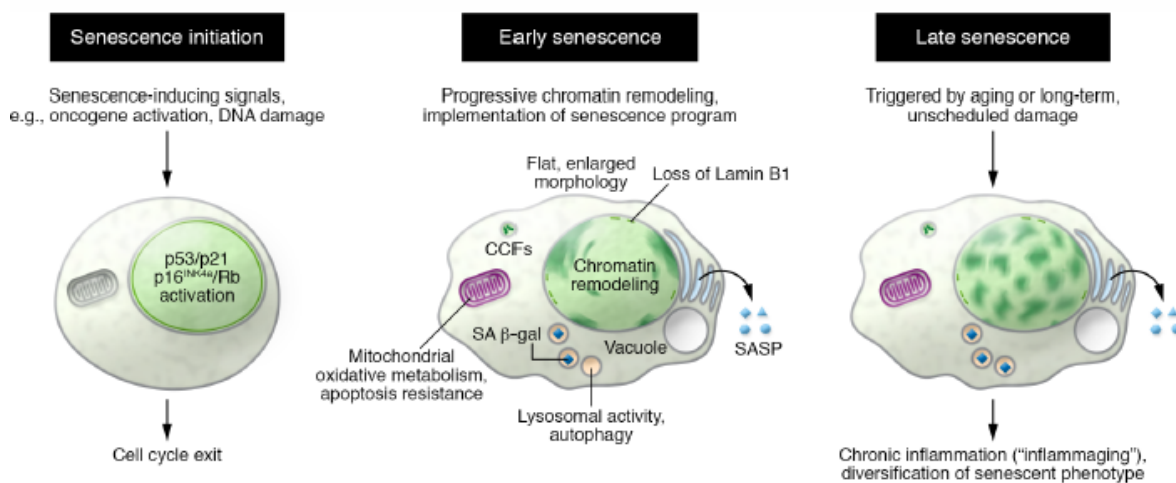 Senescence initiation
Senescence-inducing signals,
e.g., oncogene activation, DNA damage
p53/p21
p16INK4a/Rb
activation
Cell cycle exit
Early senescence
Progressive chromatin remodeling,
implementation of senescence program
Flat, enlarged
morphology
Loss of Lamin B1
CCFs
Chromatin
remodeling
SA β-gal
Vacuole
SASP
Mitochondrial
oxidative metabolism,
apoptosis resistance
Lysosomal activity,
autophagy
Late senescence
Triggered by aging or long-term,
unscheduled damage
Chronic inflammation (“inflammaging”),
diversification of senescent phenotype